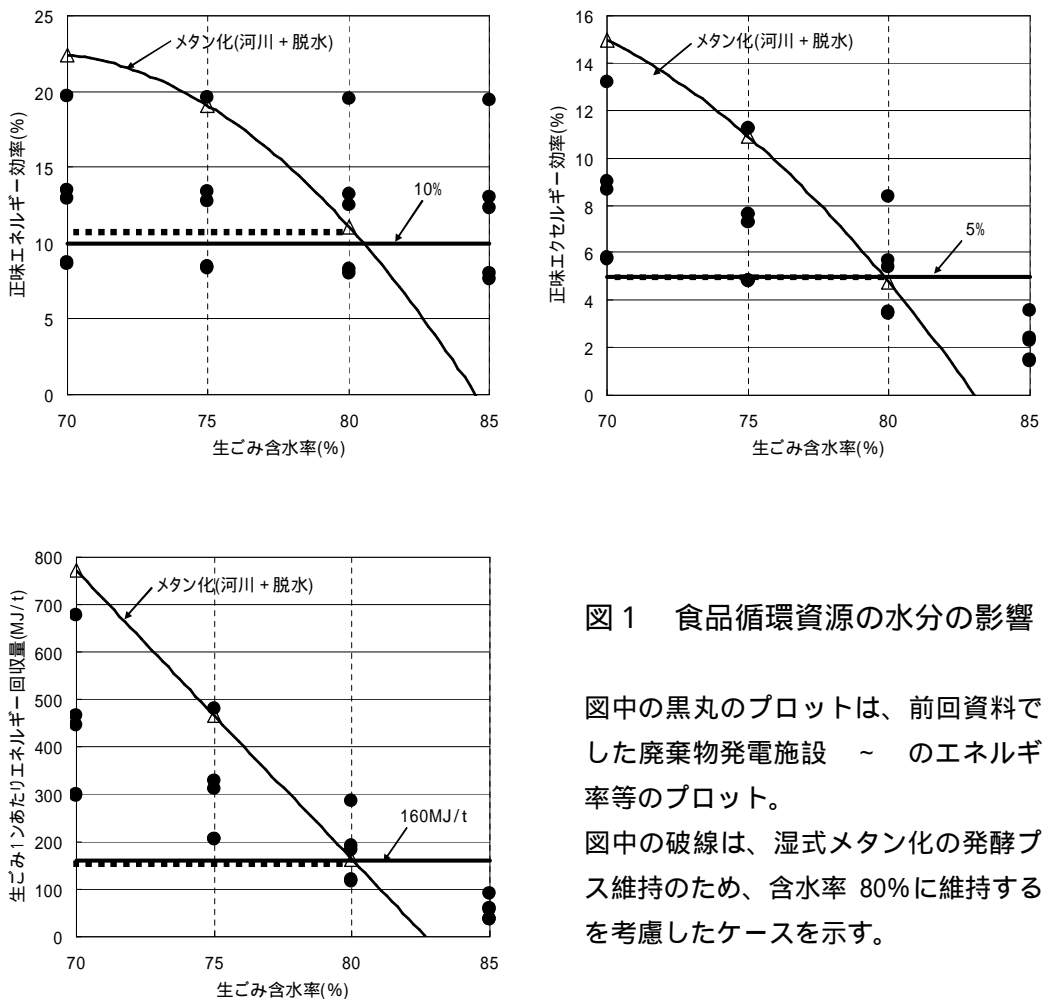 25
20
15
10
5
0
正味エネルギー効率(%)
メタン化(河川＋脱水)
10%
70 75 80 85
生ごみ含水率(%)
16
14
12
10
8
6
4
2
0
正味エクセルギー効率(%)
メタン化(河川＋脱水)
5%
70 75 80 85
生ごみ含水率(%)
800
700
600
500
400
300
200
100
0
生ごみ1ンあたりエネルギー回収量(MJ/t)
メタン化(河川＋脱水)
160MJ/t
70 75 80 85
生ごみ含水率(%)
図１　食品循環資源の水分の影響
図中の黒丸のプロットは、前回資料で
した廃棄物発電施設　～　のエネルギ
率等のプロット。
図中の破線は、湿式メタン化の発酵プ
ス維持のため、含水率 80%に維持する
を考慮したケースを示す。